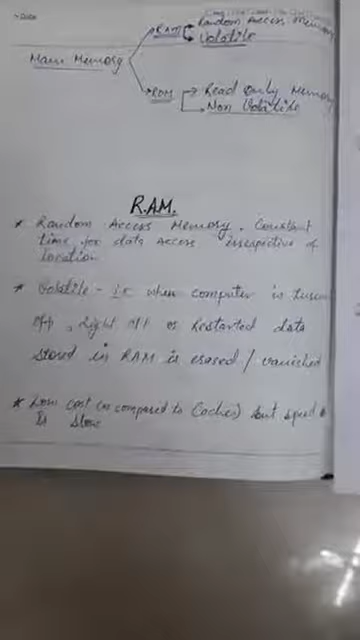 Date
RAM → Random Access Memory
→ Volatile
Main Memory
ROM → Read Only Memory
→ Non Volatile
R.A.M.
* Random Access Memory. Constant
time for data access irrespective of
location
* Volatile - i.e when computer is
off, light off or Restarted data
stored in RAM is erased / vanished
* Low cost (as compared to Cache) but speed
is slow